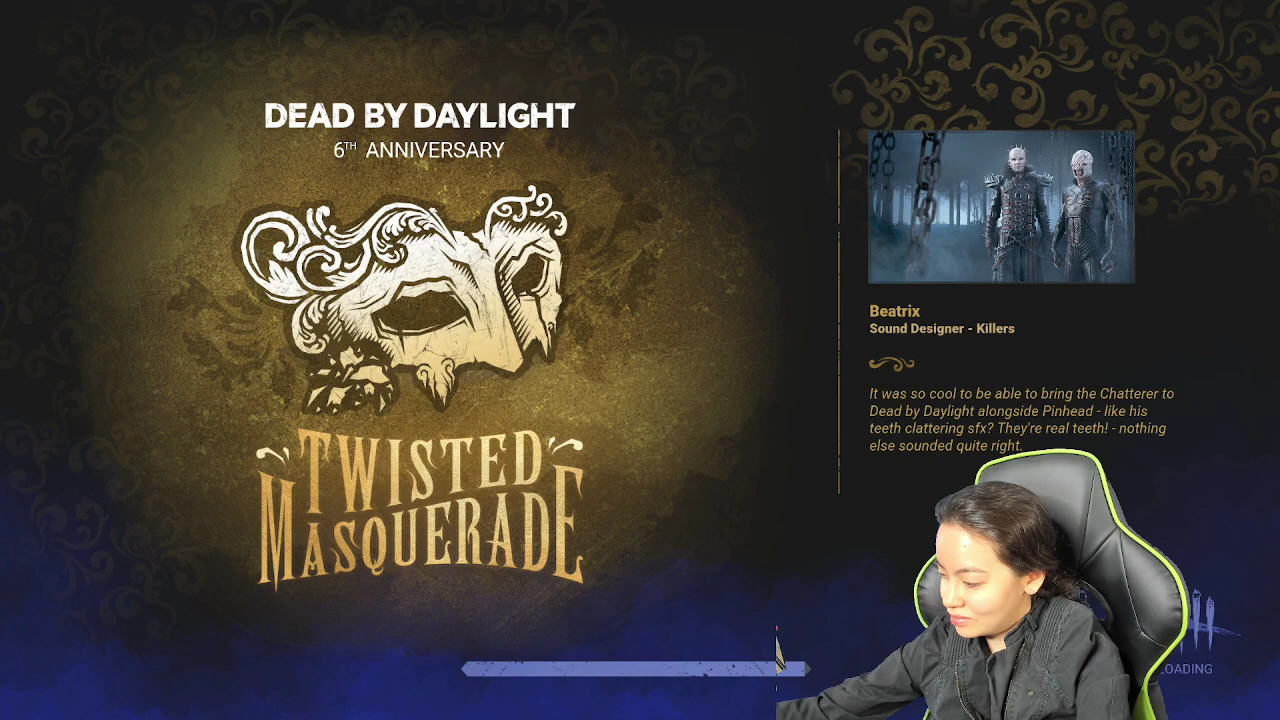 DEAD BY DAYLIGHT
6TH ANNIVERSARY
TWISTED
MASQUERADE
Beatrix
Sound Designer - Killers
It was so cool to be able to bring the Chatterer to
Dead by Daylight alongside Pinhead - like his
teeth clattering sfx? They're real teeth! - nothing
else sounded quite right.
LOADING